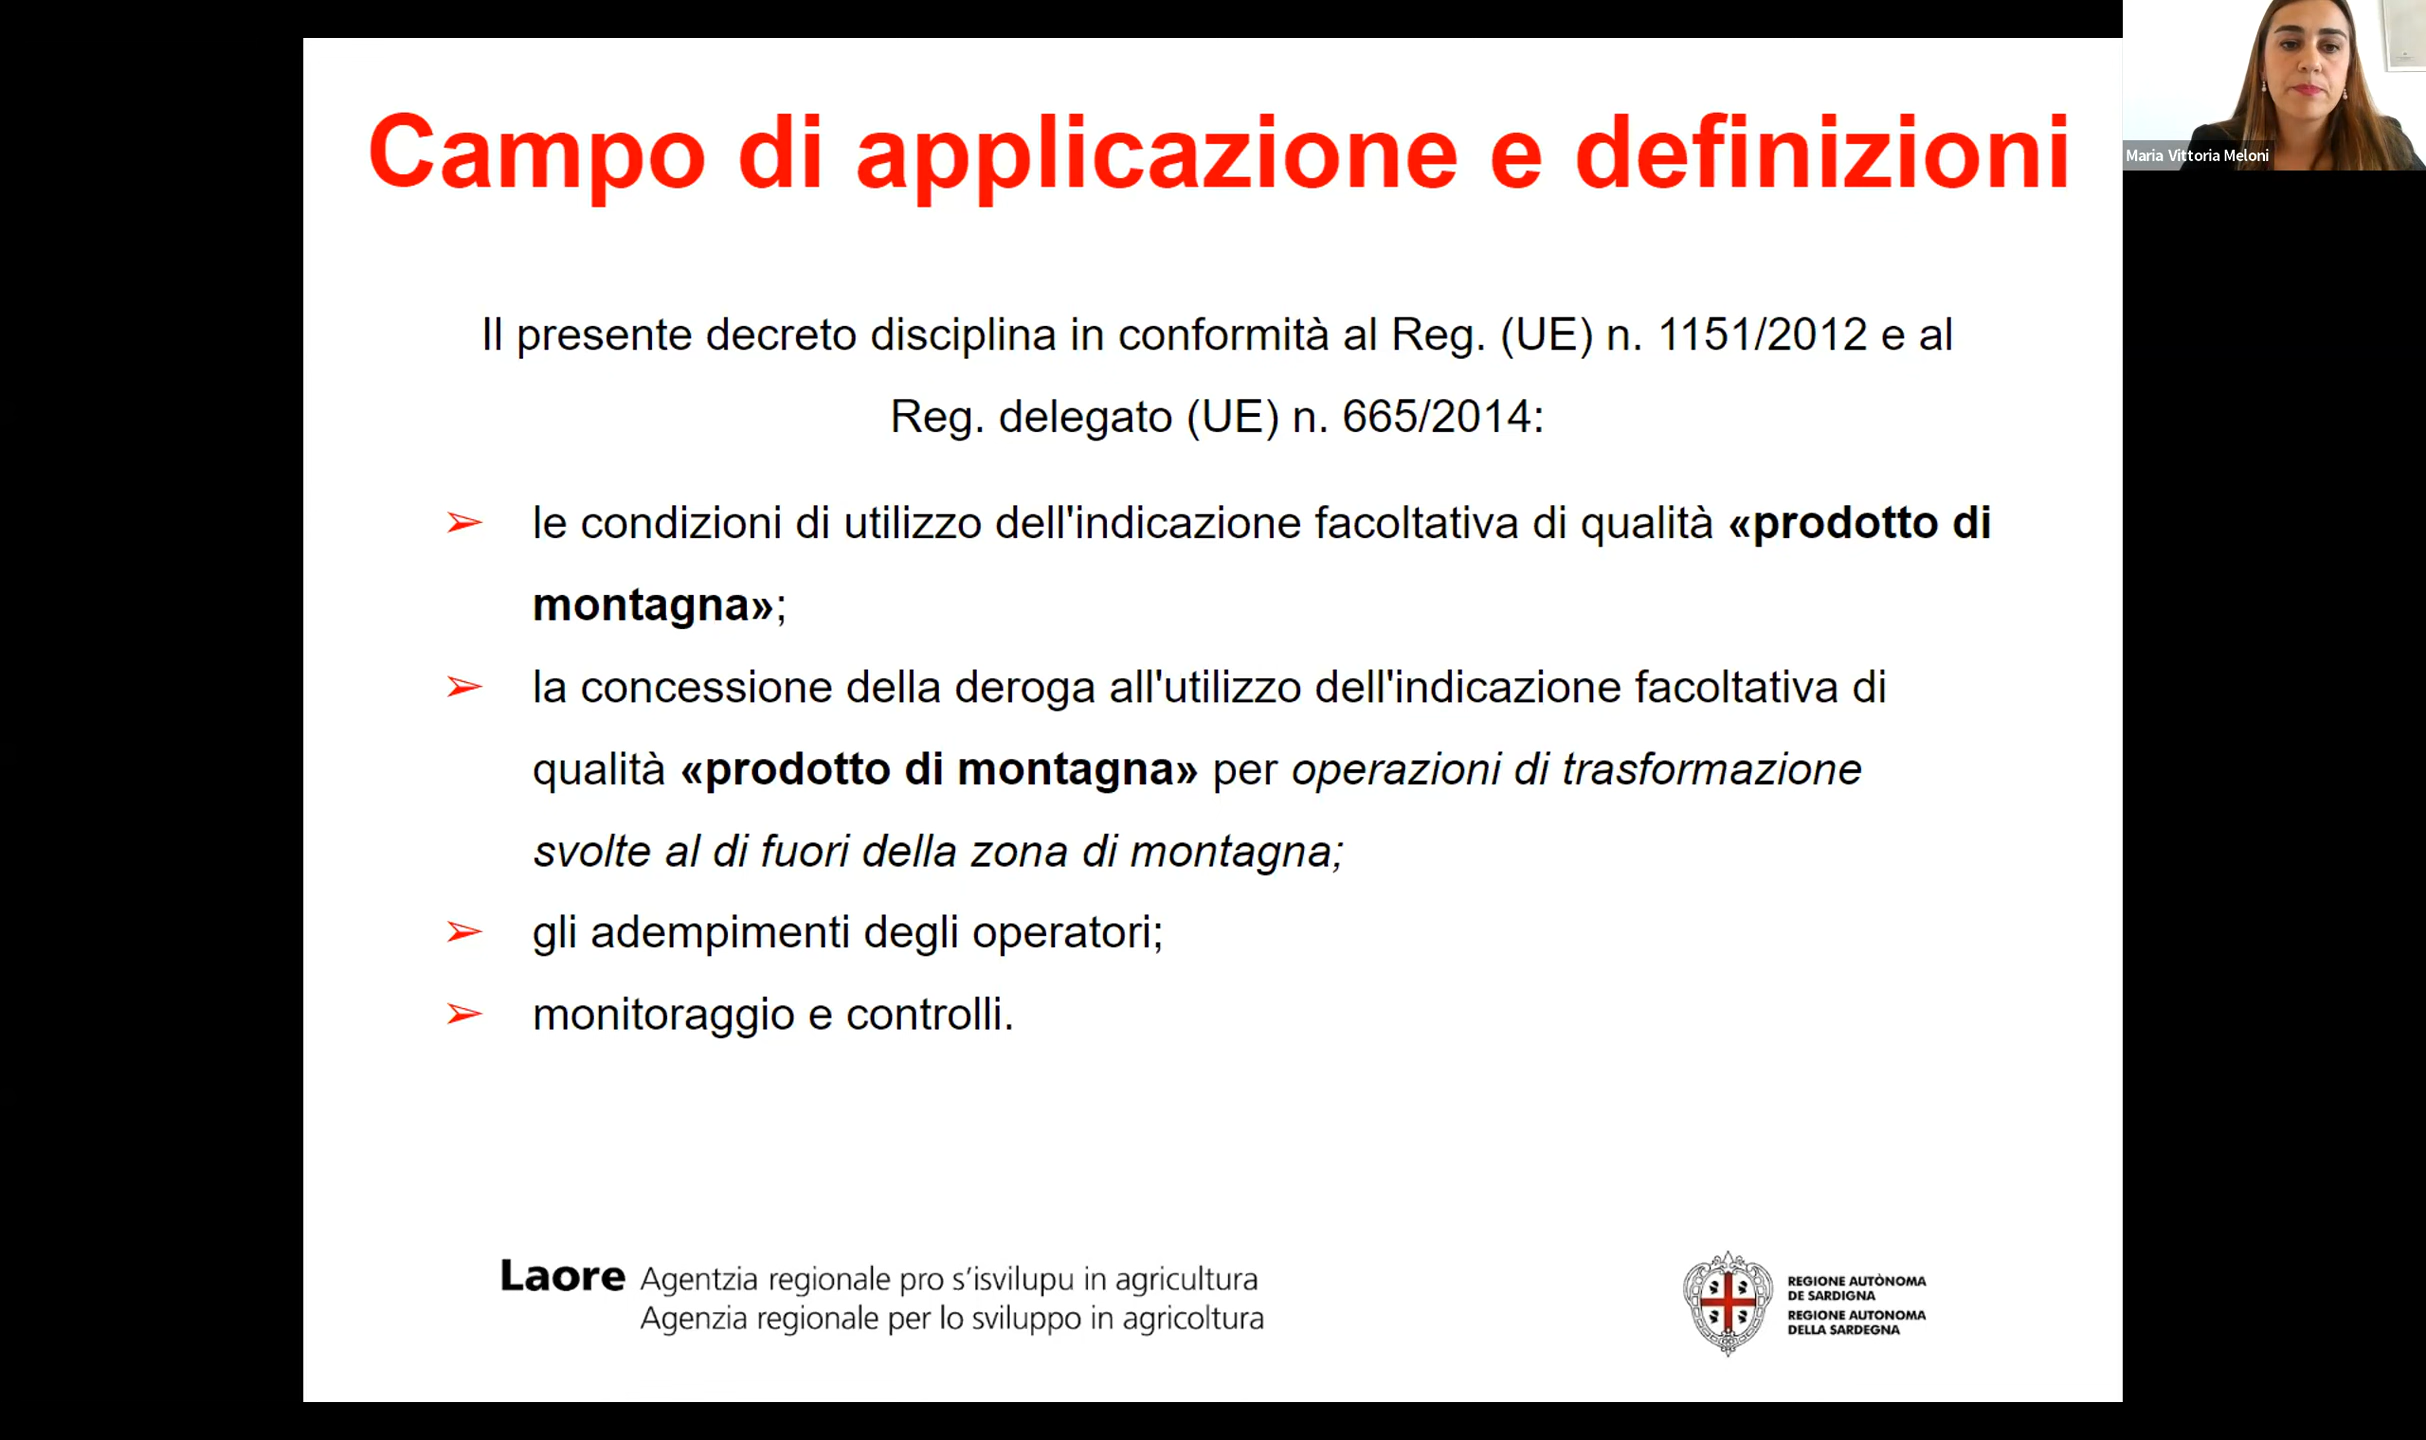 Campo di applicazione e definizioni
Maria Vittoria Meloni
Il presente decreto disciplina in conformità al Reg. (UE) n. 1151/2012 e al
Reg. delegato (UE) n. 665/2014:
➢ le condizioni di utilizzo dell'indicazione facoltativa di qualità «prodotto di
montagna»;
➢ la concessione della deroga all'utilizzo dell'indicazione facoltativa di
qualità «prodotto di montagna» per operazioni di trasformazione
svolte al di fuori della zona di montagna;
➢ gli adempimenti degli operatori;
➢ monitoraggio e controlli.
Laore Agentzia regionale pro s'isvilupu in agricultura
Agenzia regionale per lo sviluppo in agricoltura
REGIONE AUTÒNOMA
DE SARDIGNA
REGIONE AUTONOMA
DELLA SARDEGNA